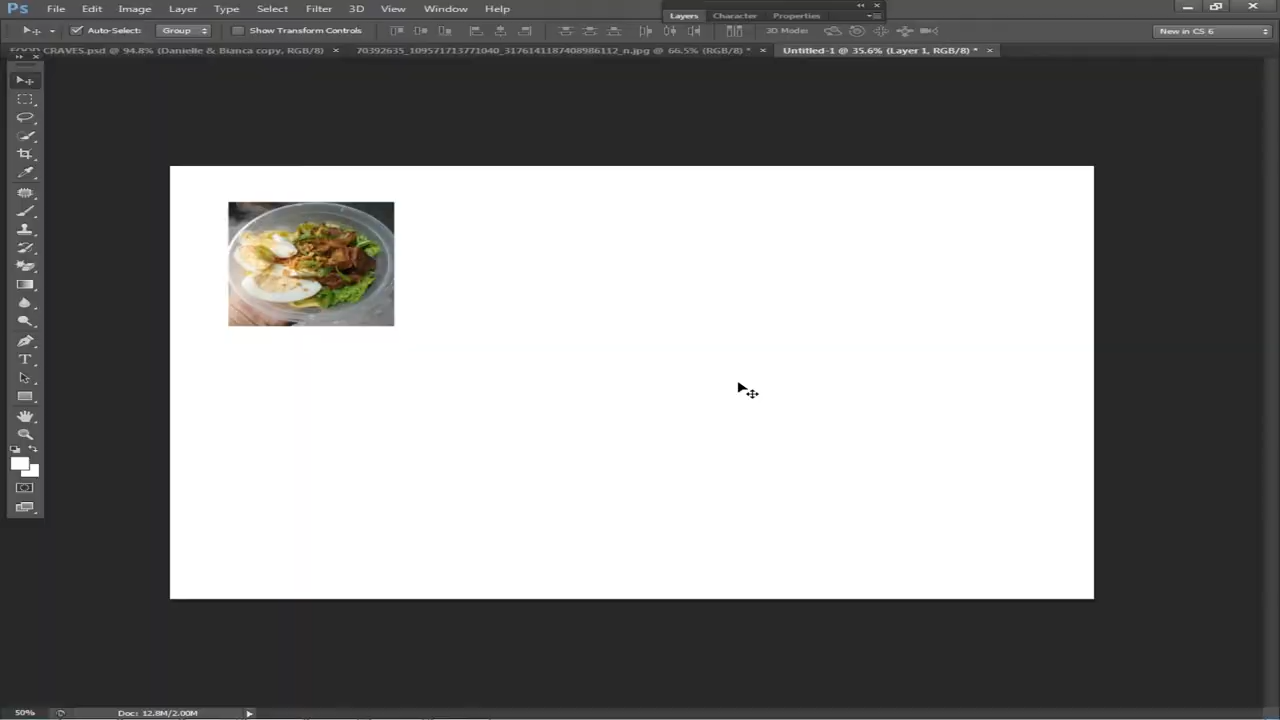 Ps File Edit Image Layer Type Select Filter 3D View Window Help
Layers Character Properties
Auto-Select: Group Show Transform Controls 3D Mode: New in CS 6
CRAVES.psd @ 94.8% (Danielle & Bianca copy, RGB/8) × 70392635_109571713771040_3176141187408986112_n.jpg @ 66.5% (RGB/8) * × Untitled-1 @ 35.6% (Layer 1, RGB/8) * ×
T
50% Doc: 12.8M/2.00M